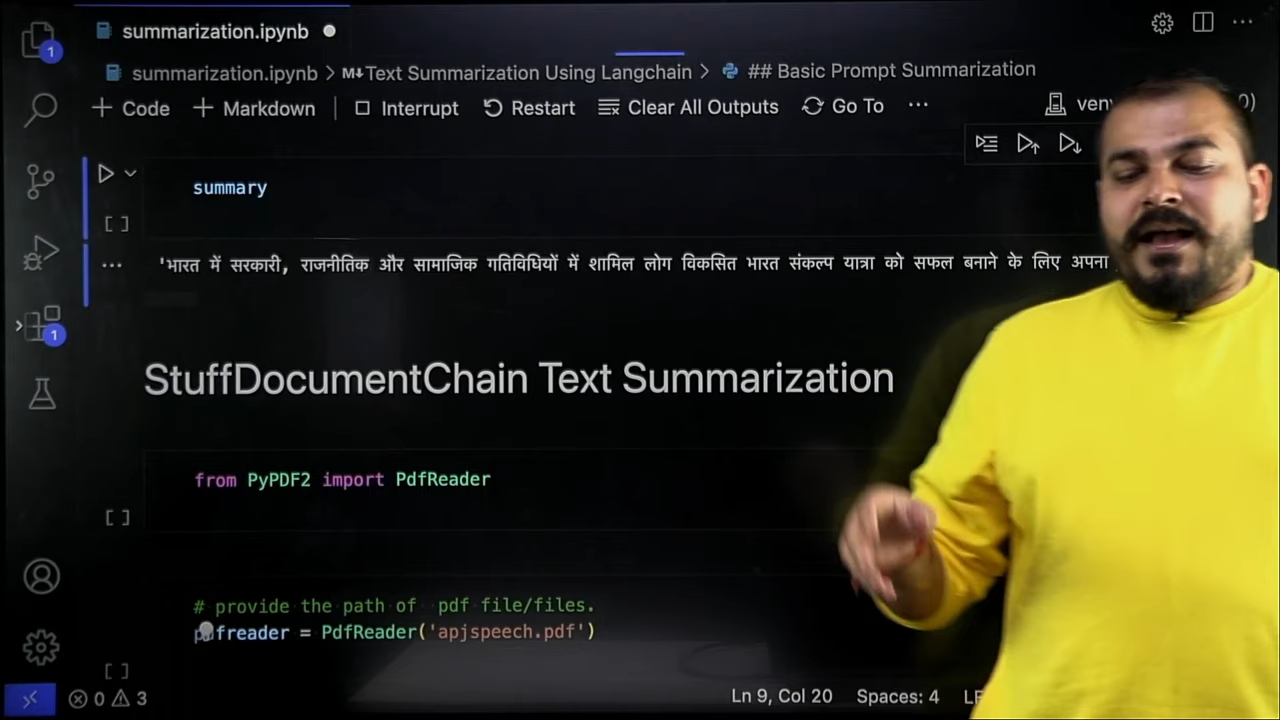 summarization.ipynb
1
summarization.ipynb > M↓Text Summarization Using Langchain > ## Basic Prompt Summarization
+ Code + Markdown Interrupt Restart Clear All Outputs Go To ...
summary
[ ]
'भारत में सरकारी, राजनीतिक और सामाजिक गतिविधियों में शामिल लोग विकसित भारत संकल्प यात्रा को सफल बनाने के लिए अपना
1
StuffDocumentChain Text Summarization
from PyPDF2 import PdfReader
[ ]
# provide the path of pdf file/files.
pdfreader = PdfReader('apjspeech.pdf')
[ ]
0 3
Ln 9, Col 20 Spaces: 4